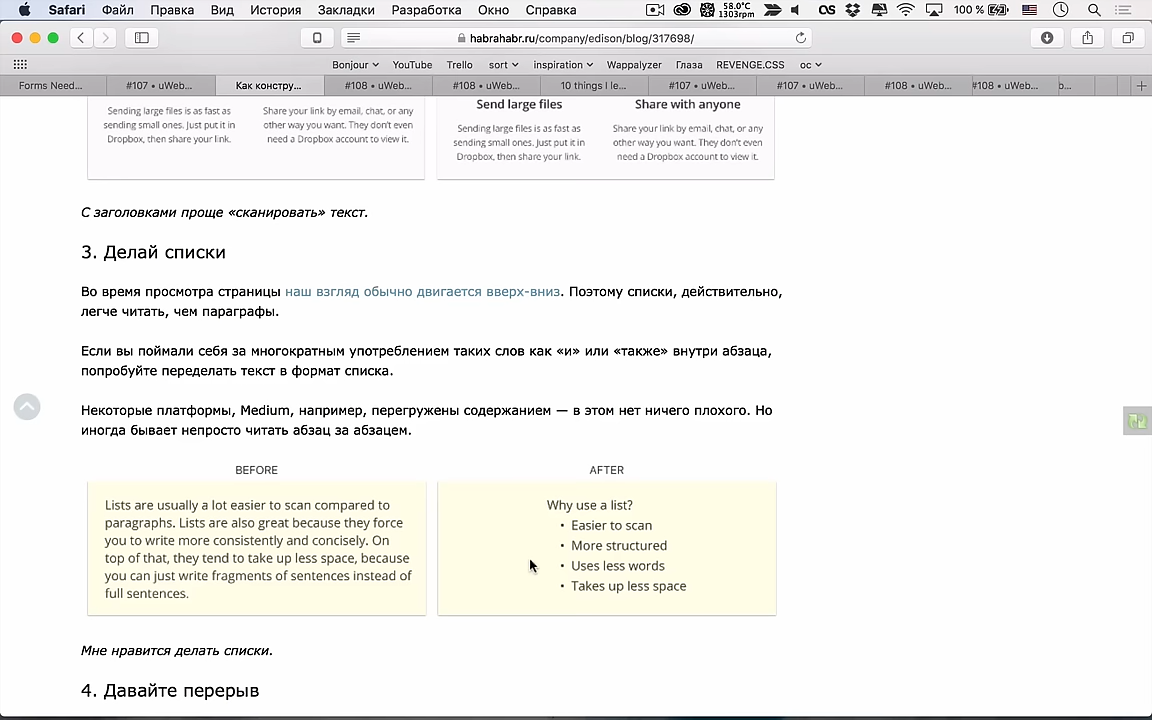 Safari Файл Правка Вид История Закладки Разработка Окно Справка 58.0°C 1303rpm 100 %
habrahabr.ru/company/edison/blog/317698/
Bonjour YouTube Trello sort inspiration Wappalyzer Глаза REVENGE.CSS ос
Forms Need... #107 • uWeb... Как констру... #108 • uWeb... #108 • uWeb... 10 things I le... #107 • uWeb... #107 • uWeb... #108 • uWeb... #108 • uWeb... b...
Send large files Share with anyone
Sending large files is as fast as
sending small ones. Just put it in
Dropbox, then share your link.
Share your link by email, chat, or any
other way you want. They don't even
need a Dropbox account to view it.
Sending large files is as fast as
sending small ones. Just put it in
Dropbox, then share your link.
Share your link by email, chat, or any
other way you want. They don't even
need a Dropbox account to view it.
С заголовками проще «сканировать» текст.
3. Делай списки
Во время просмотра страницы наш взгляд обычно двигается вверх-вниз. Поэтому списки, действительно,
легче читать, чем параграфы.
Если вы поймали себя за многократным употреблением таких слов как «и» или «также» внутри абзаца,
попробуйте переделать текст в формат списка.
Некоторые платформы, Medium, например, перегружены содержанием — в этом нет ничего плохого. Но
иногда бывает непросто читать абзац за абзацем.
BEFORE
Lists are usually a lot easier to scan compared to
paragraphs. Lists are also great because they force
you to write more consistently and concisely. On
top of that, they tend to take up less space, because
you can just write fragments of sentences instead of
full sentences.
AFTER
Why use a list?
• Easier to scan
• More structured
• Uses less words
• Takes up less space
Мне нравится делать списки.
4. Давайте перерыв